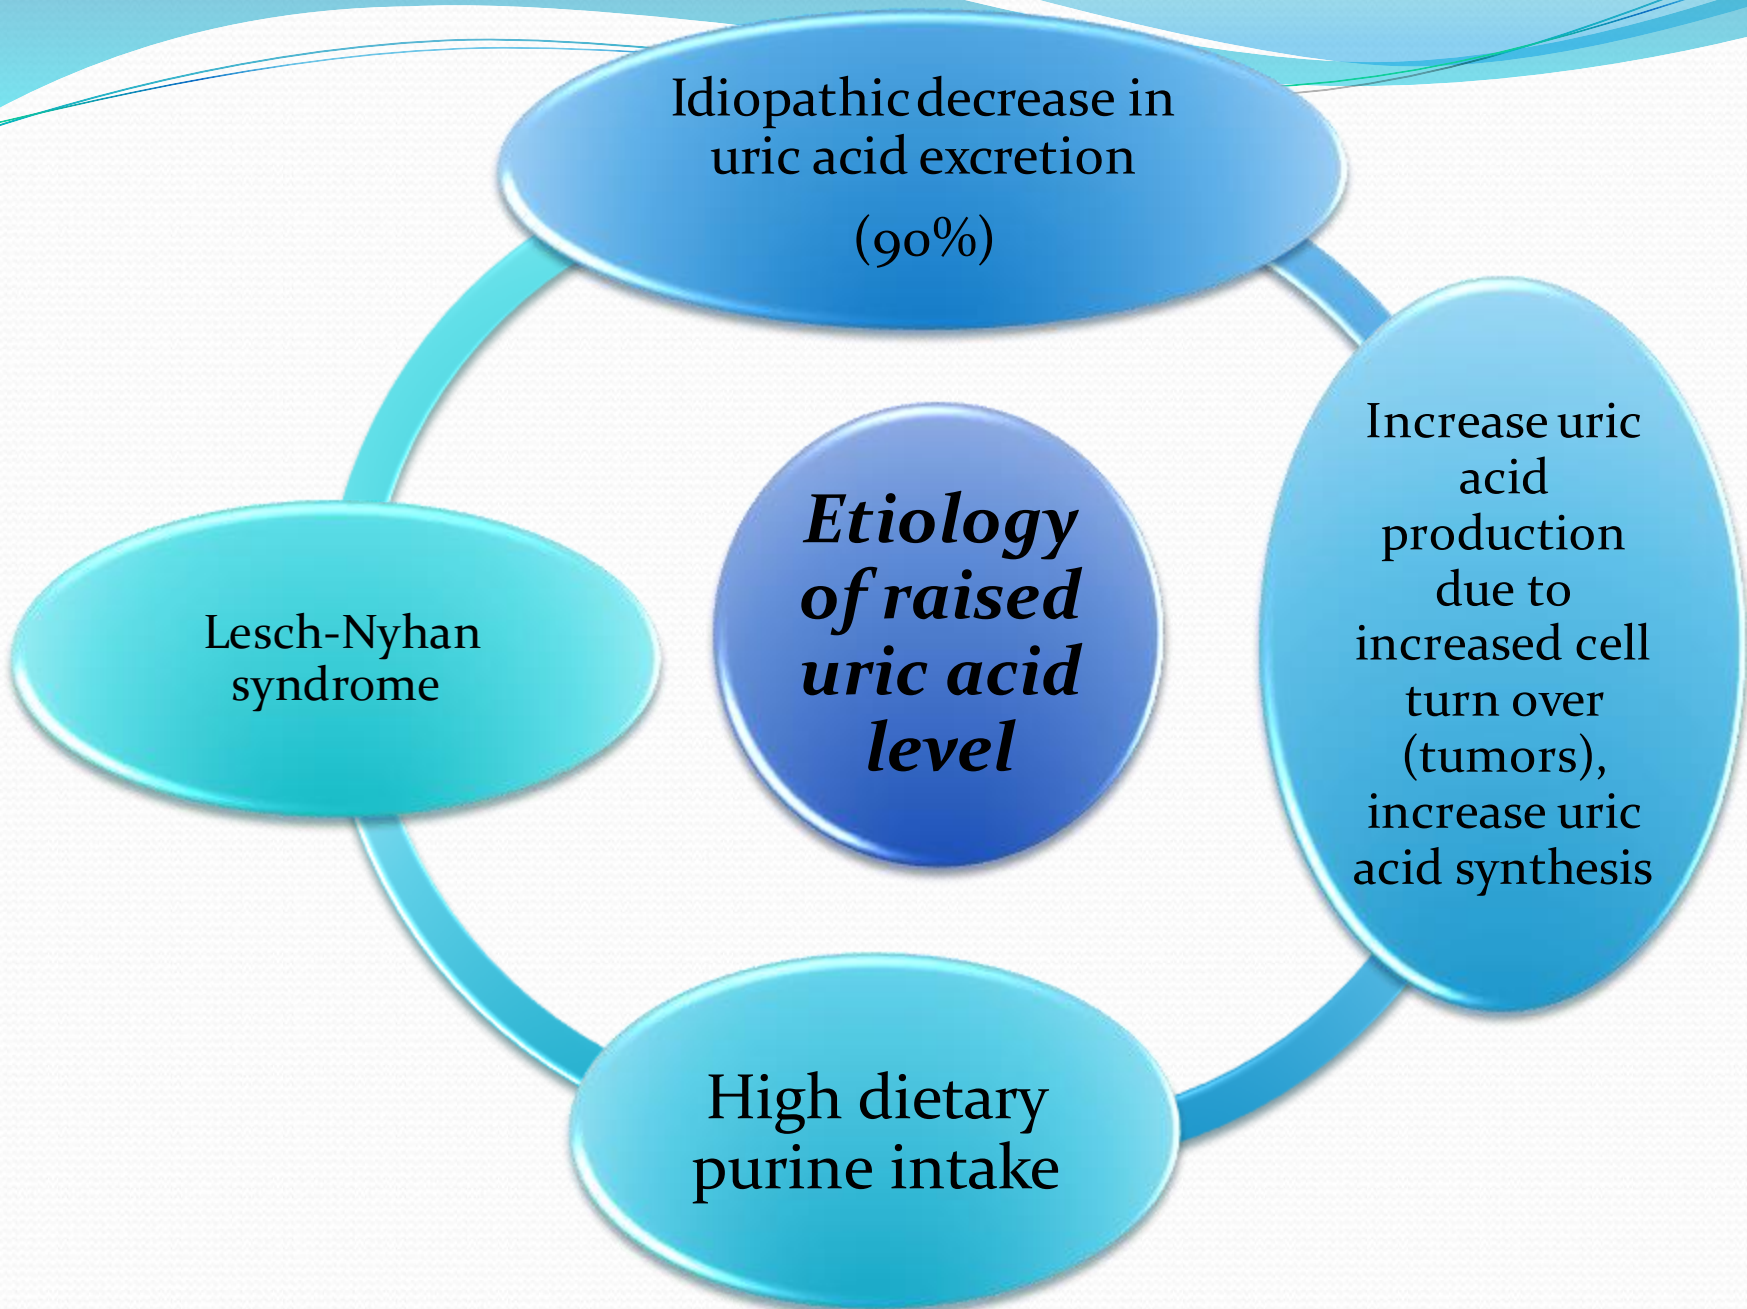 Idiopathic decrease in
uric acid excretion
(90%)
Increase uric
acid
production
due to
increased cell
turn over
(tumors),
increase uric
acid synthesis
Etiology
of raised
uric acid
level
Lesch-Nyhan
syndrome
High dietary
purine intake